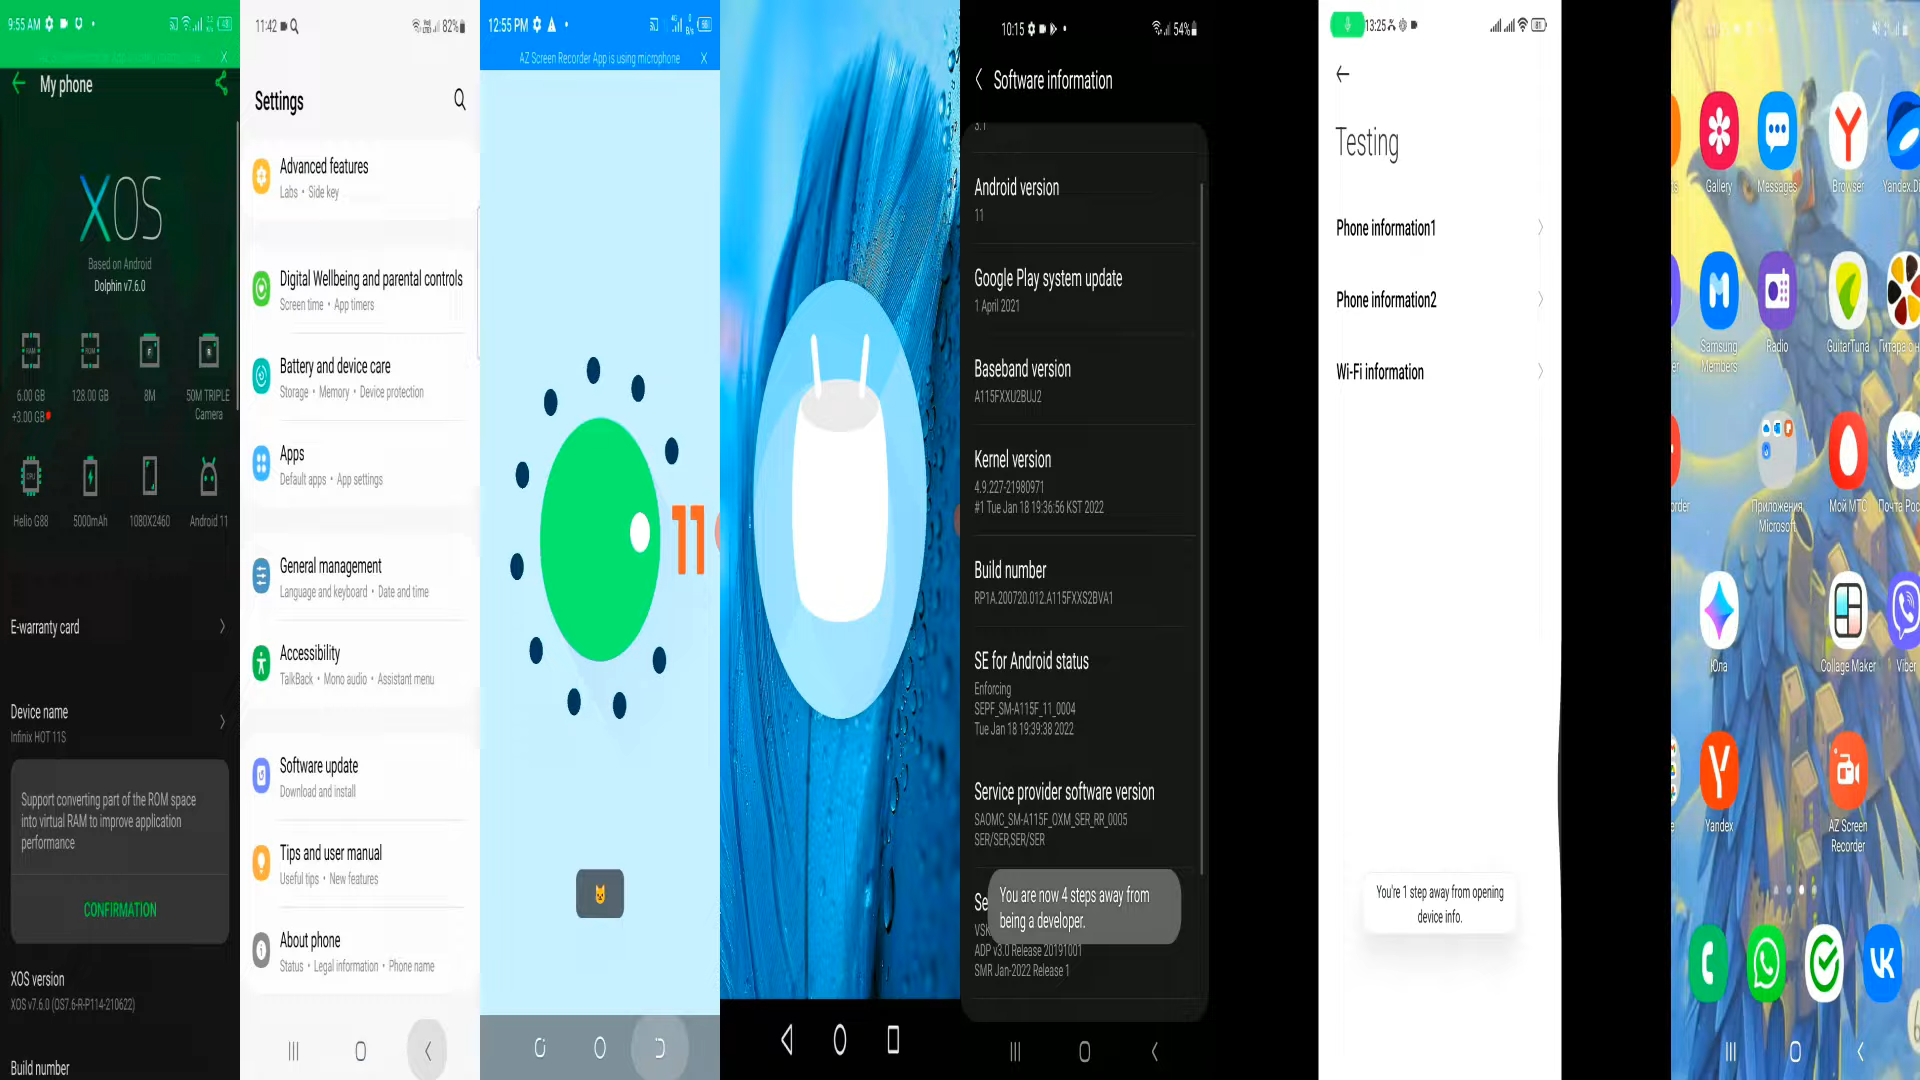 9:55 AM
My phone
XOS
Based on Android
Dolphin v7.6.0
RAM
ROM
F
6.00 GB
+3.00 GB
128.00 GB
8M
50M TRIPLE
Camera
CPU
Helio G88
5000mAh
1080X2460
Android 11
E-warranty card
Device name
Infinix HOT 11S
Support converting part of the ROM space
into virtual RAM to improve application
performance
CONFIRMATION
XOS version
XOS v7.6.0 (OS7.6-R-P114-210622)
Build number
11:42
82%
Settings
Advanced features
Labs • Side key
Digital Wellbeing and parental controls
Screen time • App timers
Battery and device care
Storage • Memory • Device protection
Apps
Default apps • App settings
General management
Language and keyboard • Date and time
Accessibility
TalkBack • Mono audio • Assistant menu
Software update
Download and install
Tips and user manual
Useful tips • New features
About phone
Status • Legal information • Phone name
12:55 PM
AZ Screen Recorder App is using microphone X
11
10:15
54%
Software information
3.1
Android version
11
Google Play system update
1 April 2021
Baseband version
A115FXXU2BUJ2
Kernel version
4.9.227-21980971
#1 Tue Jan 18 19:36:56 KST 2022
Build number
RP1A.200720.012.A115FXXS2BVA1
SE for Android status
Enforcing
SEPF_SM-A115F_11_0004
Tue Jan 18 19:39:38 2022
Service provider software version
SAOMC_SM-A115F_OXM_SER_RR_0005
SER/SER,SER/SER
Se
You are now 4 steps away from
being a developer.
ADP v3.0 Release 20191001
SMR Jan-2022 Release 1
13:25
81
Testing
Phone information1
Phone information2
Wi-Fi information
You're 1 step away from opening
device info.
Gallery
Messages
Browser
Yandex.Di
Samsung
Members
Radio
GuitarTuna
Гитара о н
Приложения
Microsoft
Мой МТС
Почта Рос
Юла
Collage Maker
Viber
Yandex
AZ Screen
Recorder